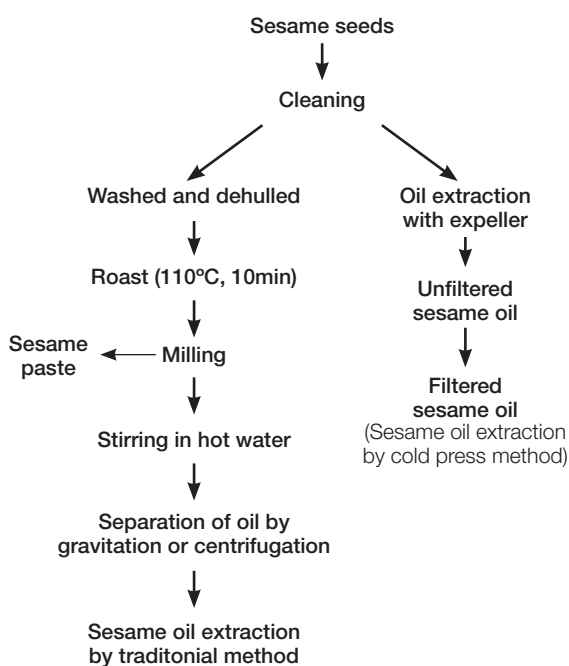 Sesame seeds
Cleaning
Washed and dehulled
Roast (110ºC, 10min)
Sesame
paste
Milling
Stirring in hot water
Separation of oil by
gravitation or centrifugation
Sesame oil extraction
by traditonial method
Oil extraction
with expeller
Unfiltered
sesame oil
Filtered
sesame oil
(Sesame oil extraction
by cold press method)